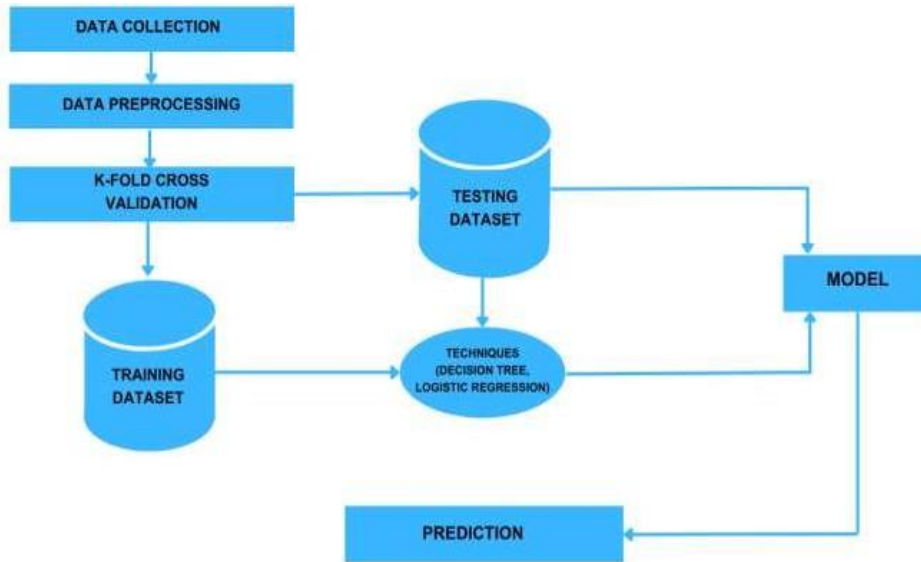 DATA COLLECTION
DATA PREPROCESSING
K-FOLD CROSS
VALIDATION
TESTING
DATASET
MODEL
TRAINING
DATASET
TECHNIQUES
(DECISION TREE,
LOGISTIC REGRESSION)
PREDICTION